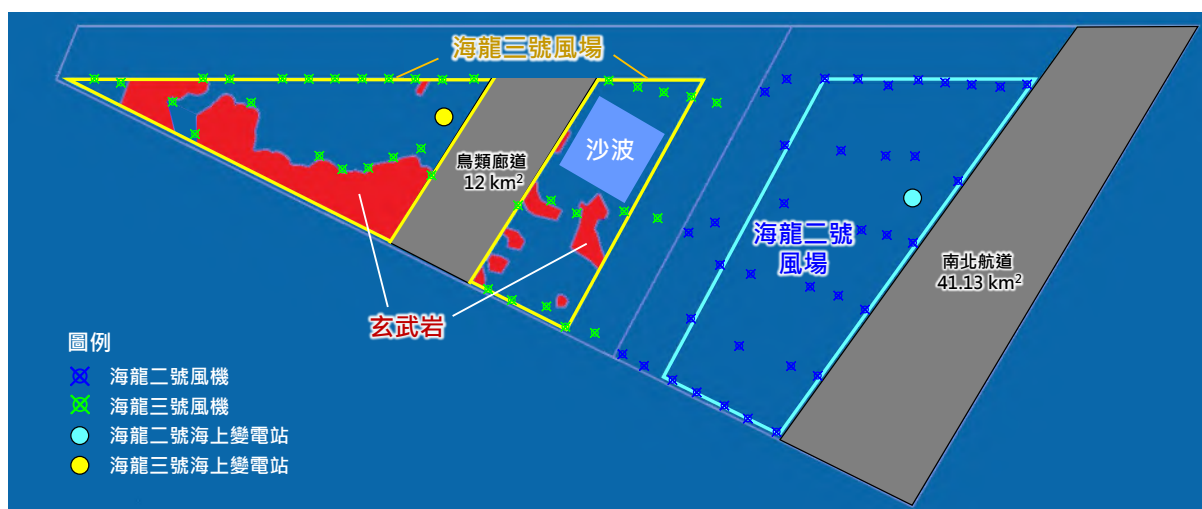 海龍三號風場
沙波
鳥類廊道
12 km²
海龍二號
風場
南北航道
41.13 km²
玄武岩
圖例
海龍二號風機
海龍三號風機
海龍二號海上變電站
海龍三號海上變電站